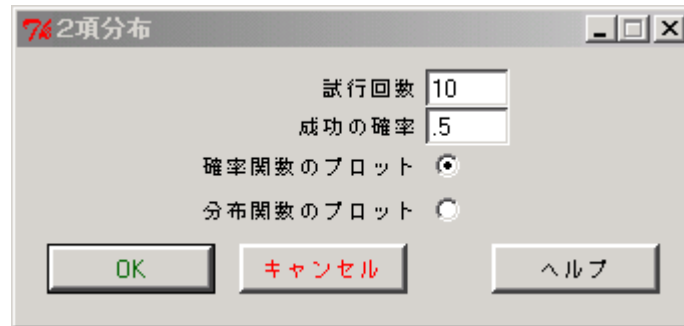 2項分布
試行回数 10
成功の確率 .5
確率関数のプロット
分布関数のプロット
OK キャンセル ヘルプ